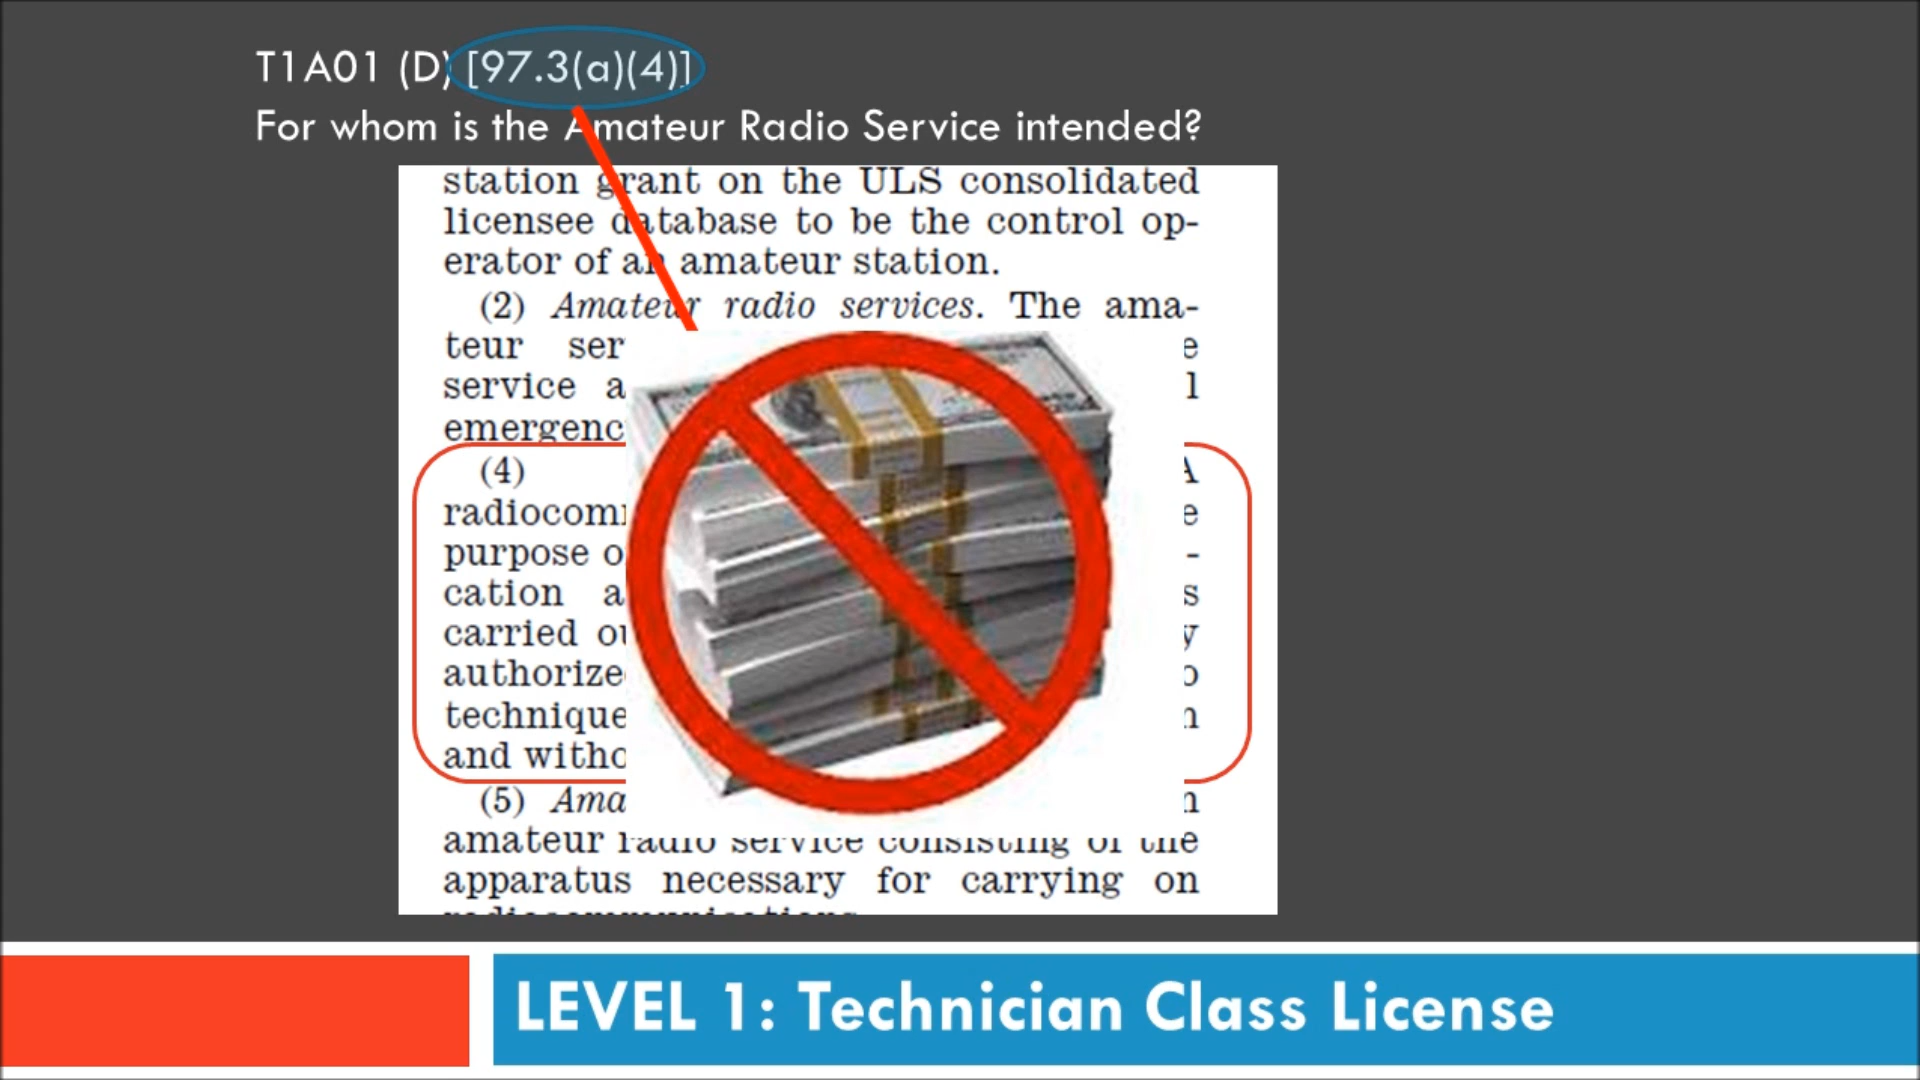 T1A01 (D) [97.3(a)(4)]
For whom is the Amateur Radio Service intended?
station grant on the ULS consolidated
licensee database to be the control op-
erator of an amateur station.
(2) Amateur radio services. The ama-
teur ser e
service a l
emergenc
(4) A
radiocom e
purpose o -
cation a s
carried ou y
authorize o
technique n
and witho
(5) Ama n
amateur radio service consisting of the
apparatus necessary for carrying on
radiocommunications.
LEVEL 1: Technician Class License